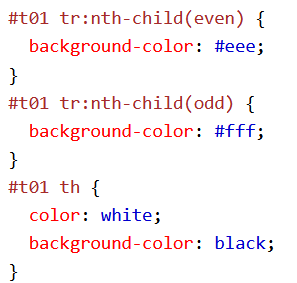 #t01 tr:nth-child(even) {
  background-color: #eee;
}
#t01 tr:nth-child(odd) {
  background-color: #fff;
}
#t01 th {
  color: white;
  background-color: black;
}